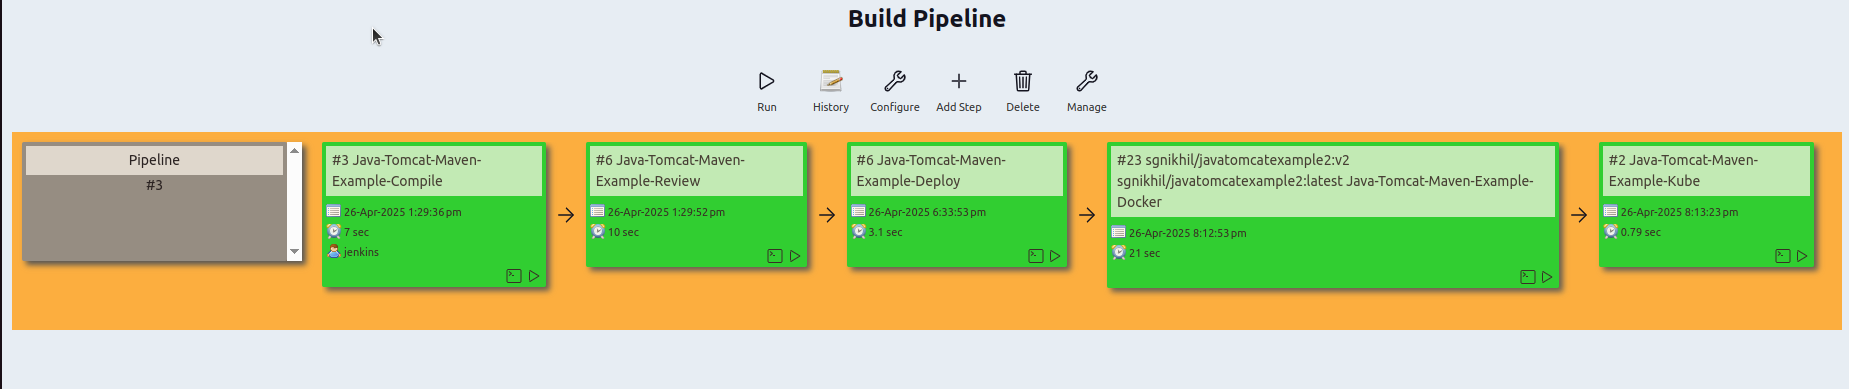 Build Pipeline
Run
History
Configure
Add Step
Delete
Manage
Pipeline
#3
#3 Java-Tomcat-Maven-
Example-Compile
26-Apr-2025 1:29:36 pm
7 sec
jenkins
#6 Java-Tomcat-Maven-
Example-Review
26-Apr-2025 1:29:52 pm
10 sec
#6 Java-Tomcat-Maven-
Example-Deploy
26-Apr-2025 6:33:53 pm
3.1 sec
#23 sgnikhil/javatomcatexample2:v2
sgnikhil/javatomcatexample2:latest Java-Tomcat-Maven-Example-
Docker
26-Apr-2025 8:12:53 pm
21 sec
#2 Java-Tomcat-Maven-
Example-Kube
26-Apr-2025 8:13:23 pm
0.79 sec